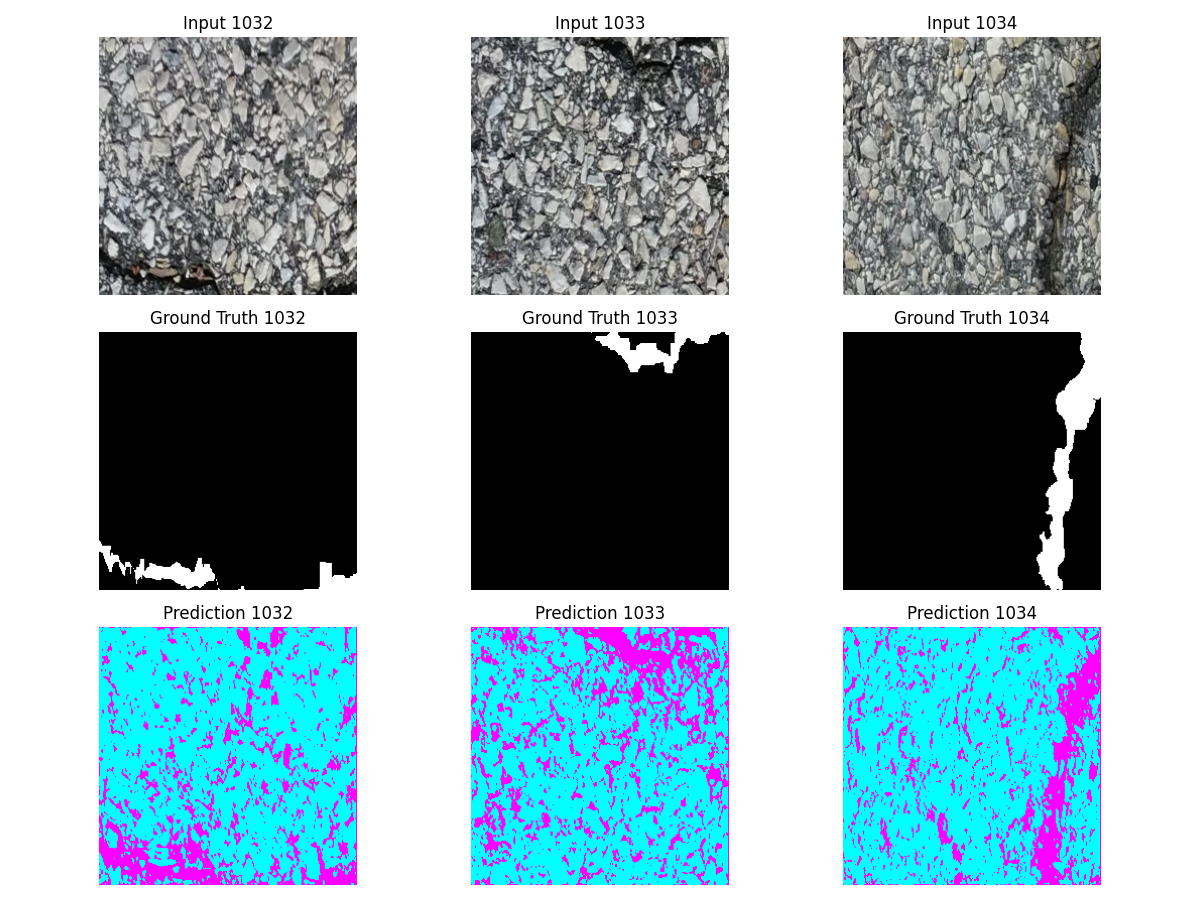 Input 1032
Input 1033
Input 1034
Ground Truth 1032
Ground Truth 1033
Ground Truth 1034
Prediction 1032
Prediction 1033
Prediction 1034